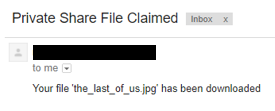 Private Share File Claimed Inbox x
to me
Your file 'the_last_of_us.jpg' has been downloaded